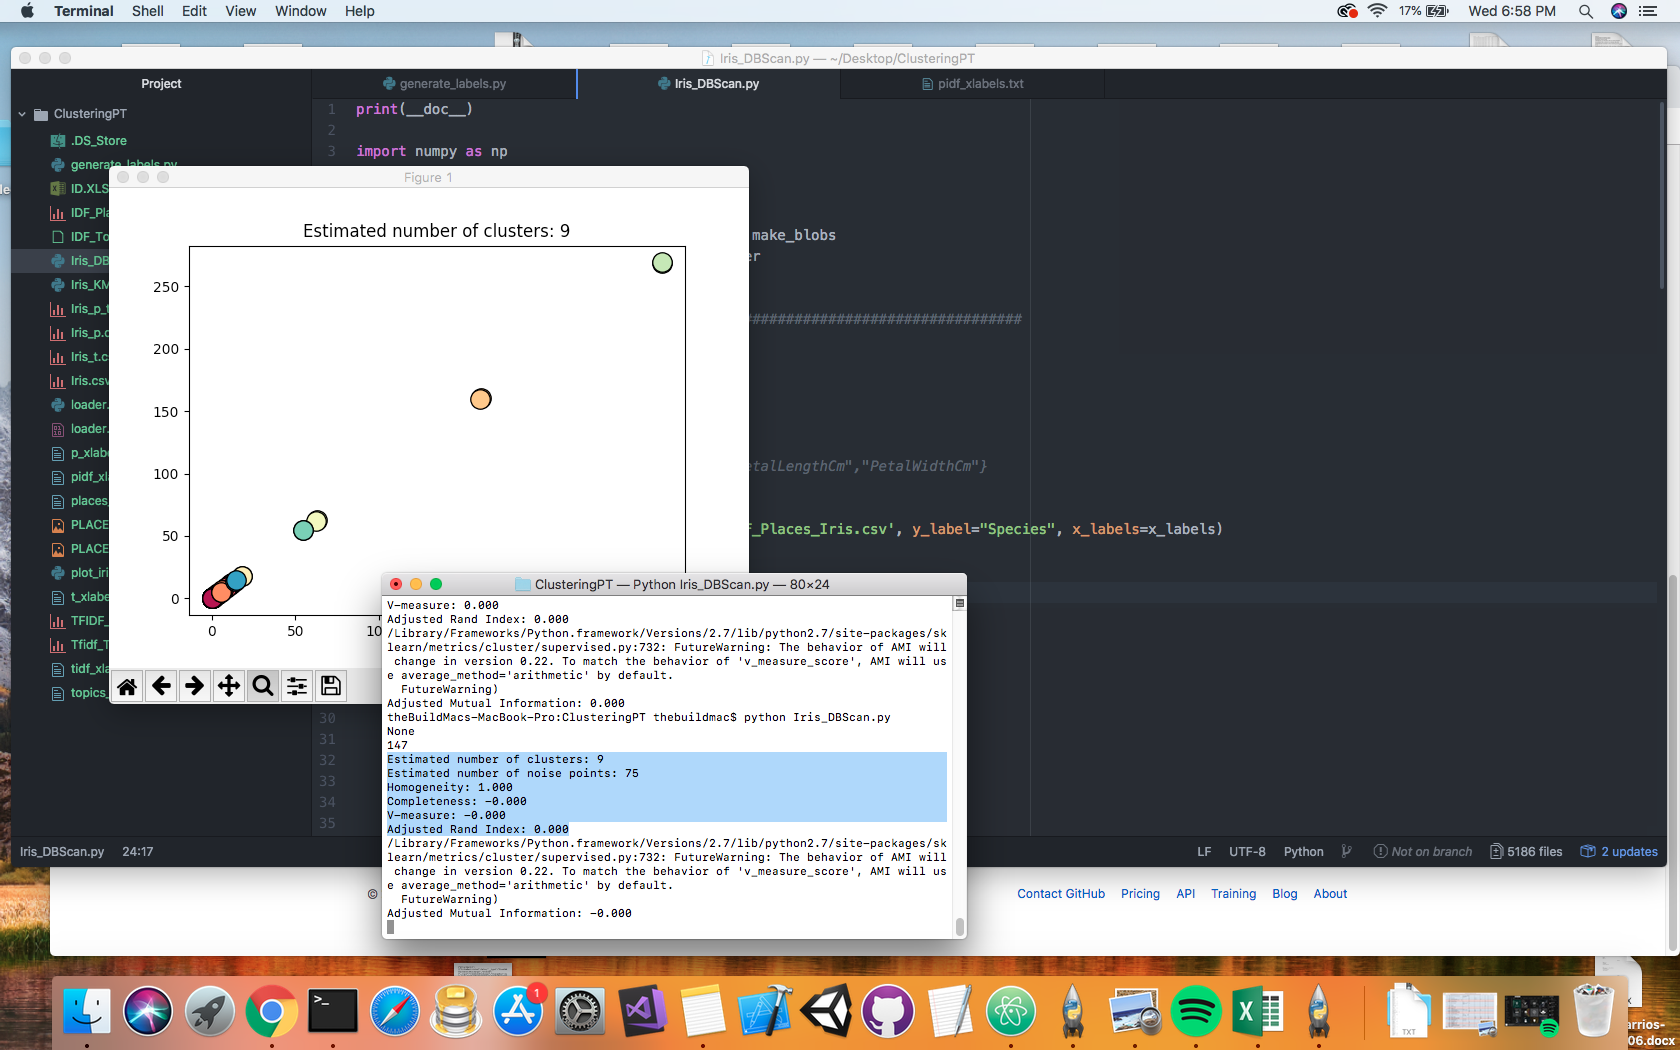 Terminal Shell Edit View Window Help
17% Wed 6:58 PM
Iris_DBScan.py — ~/Desktop/ClusteringPT
Project
generate_labels.py
Iris_DBScan.py
pidf_xlabels.txt
ClusteringPT
.DS_Store
generate_labels.py
ID.XLS
IDF_Pla
IDF_To
Iris_DB
Iris_KM
Iris_p_t
Iris_p.c
Iris_t.cs
Iris.csv
loader.
loader.
p_xlabe
pidf_xl
places_
PLACE
PLACE
plot_iri
t_xlabe
TFIDF_
Tfidf_T
tidf_xla
topics_
1 print(__doc__)
2
3 import numpy as np
make_blobs
er
################################
etalLengthCm","PetalWidthCm"}
F_Places_Iris.csv', y_label="Species", x_labels=x_labels)
30
31
32
33
34
35
Figure 1
Estimated number of clusters: 9
250
200
150
100
50
0
0 50 10
ClusteringPT — Python Iris_DBScan.py — 80×24
V-measure: 0.000
Adjusted Rand Index: 0.000
/Library/Frameworks/Python.framework/Versions/2.7/lib/python2.7/site-packages/sk
learn/metrics/cluster/supervised.py:732: FutureWarning: The behavior of AMI will
change in version 0.22. To match the behavior of 'v_measure_score', AMI will us
e average_method='arithmetic' by default.
FutureWarning)
Adjusted Mutual Information: 0.000
theBuildMacs-MacBook-Pro:ClusteringPT thebuildmac$ python Iris_DBScan.py
None
147
Estimated number of clusters: 9
Estimated number of noise points: 75
Homogeneity: 1.000
Completeness: -0.000
V-measure: -0.000
Adjusted Rand Index: 0.000
/Library/Frameworks/Python.framework/Versions/2.7/lib/python2.7/site-packages/sk
learn/metrics/cluster/supervised.py:732: FutureWarning: The behavior of AMI will
change in version 0.22. To match the behavior of 'v_measure_score', AMI will us
e average_method='arithmetic' by default.
FutureWarning)
Adjusted Mutual Information: -0.000
Iris_DBScan.py 24:17
LF UTF-8 Python Not on branch 5186 files 2 updates
© Contact GitHub Pricing API Training Blog About
1
TXT
arrios-
06.docx